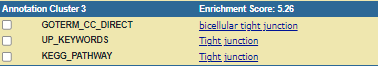 Annotation Cluster 3 Enrichment Score: 5.26
GOTERM_CC_DIRECT bicellular tight junction
UP_KEYWORDS Tight junction
KEGG_PATHWAY Tight junction